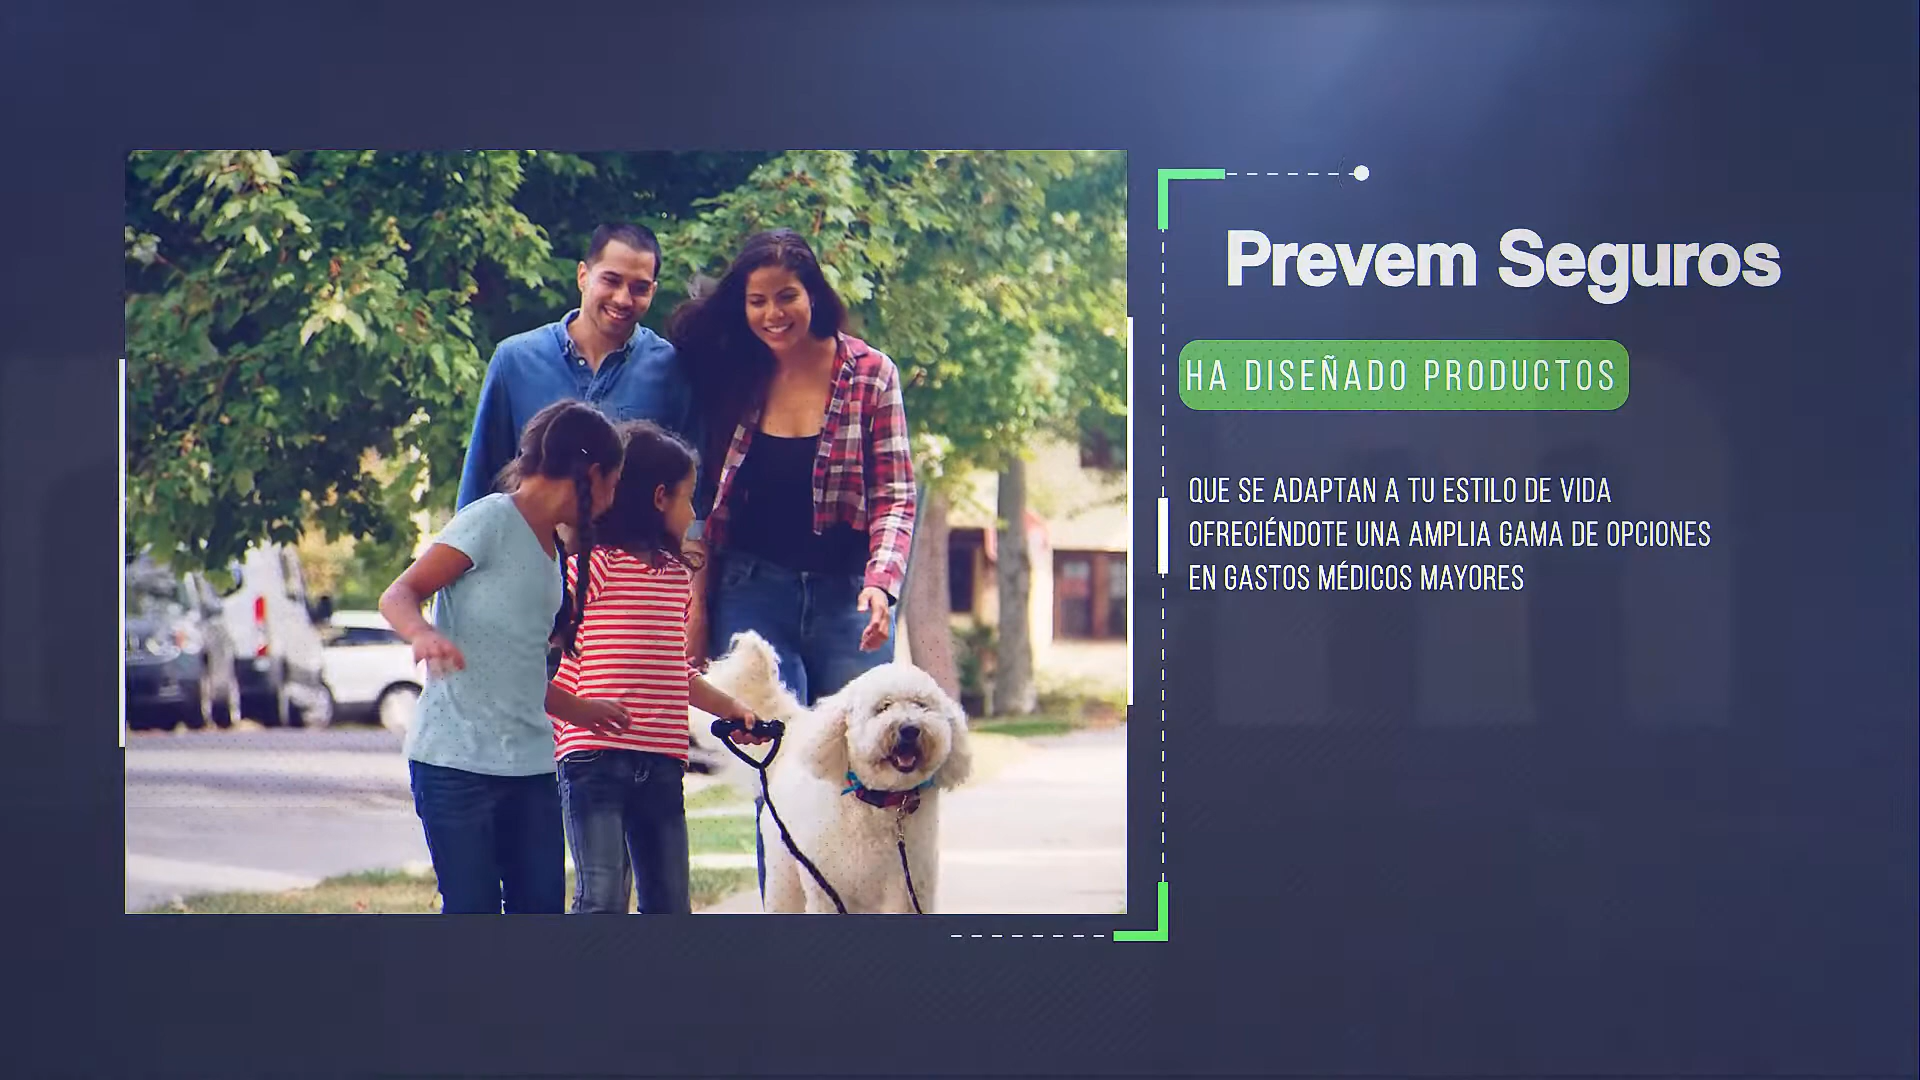 Prevem Seguros
HA DISEÑADO PRODUCTOS
QUE SE ADAPTAN A TU ESTILO DE VIDA
OFRECIÉNDOTE UNA AMPLIA GAMA DE OPCIONES
EN GASTOS MÉDICOS MAYORES